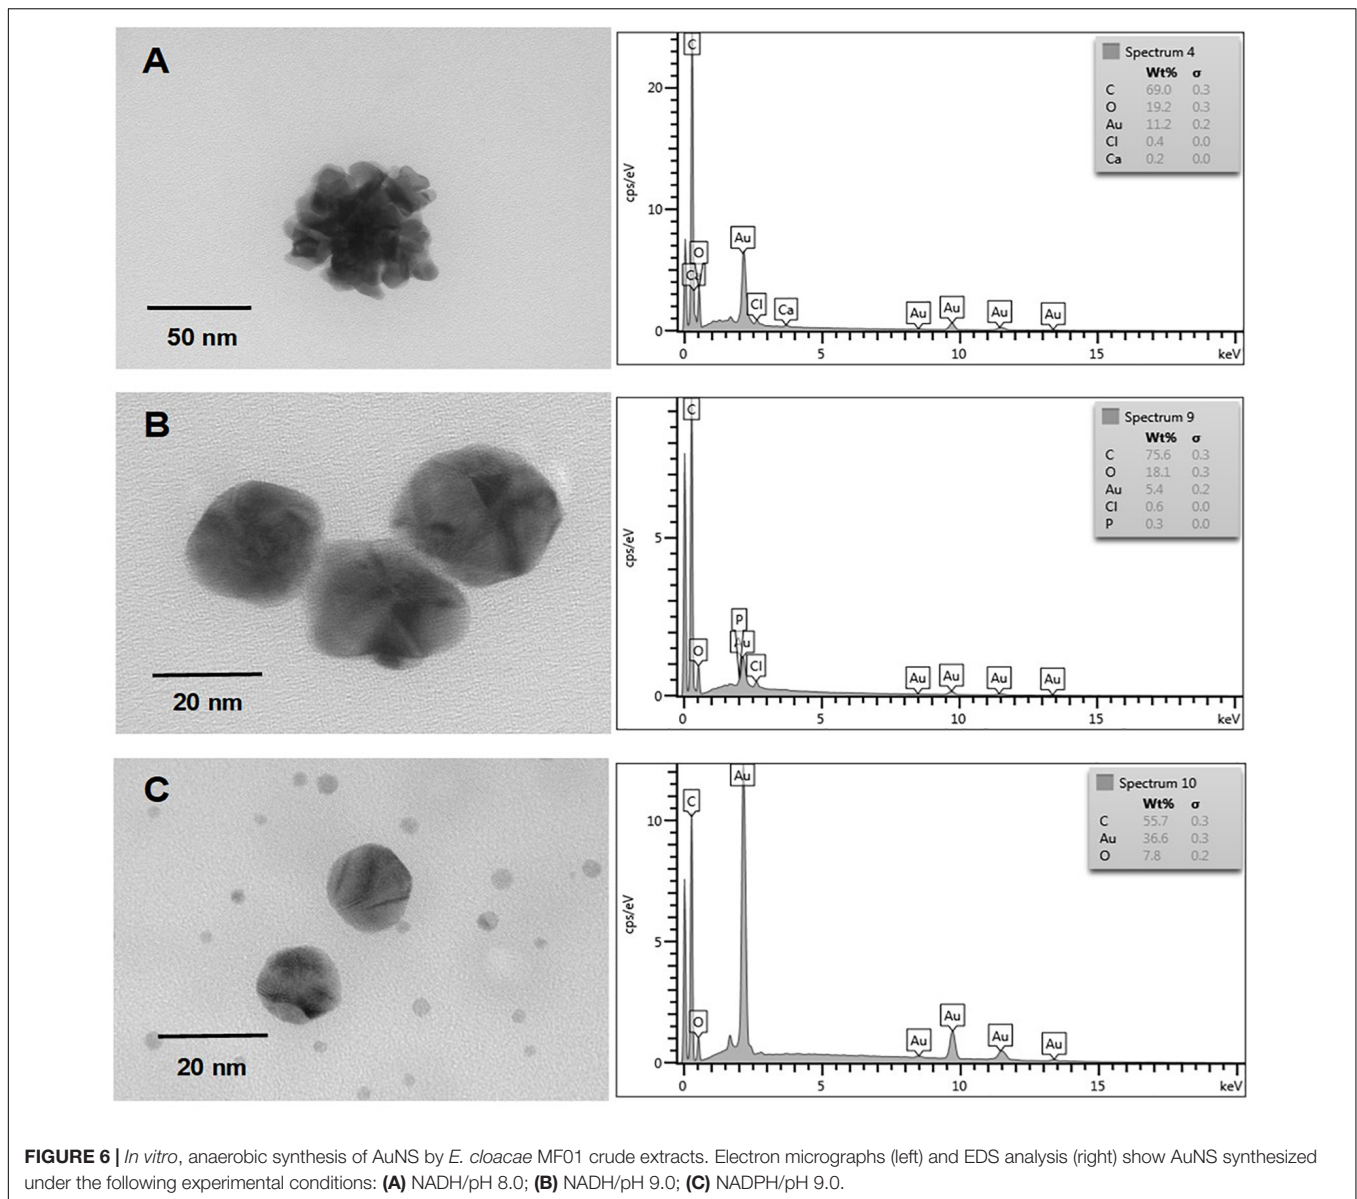 A
50 nm
C
20
10
0
cps/eV
O
Au
Cl
Ca
Au
Au
Au
Au
0
5
10
15
keV
Spectrum 4
Wt% σ
C 69.0 0.3
O 19.2 0.3
Au 11.2 0.2
Cl 0.4 0.0
Ca 0.2 0.0
B
20 nm
C
5
0
cps/eV
O
P
Au
Cl
Au
Au
Au
Au
0
5
10
15
keV
Spectrum 9
Wt% σ
C 75.6 0.3
O 18.1 0.3
Au 5.4 0.2
Cl 0.6 0.0
P 0.3 0.0
C
20 nm
C
Au
10
5
0
cps/eV
O
Au
Au
Au
Au
0
5
10
15
keV
Spectrum 10
Wt% σ
C 55.7 0.3
Au 36.6 0.3
O 7.8 0.2
FIGURE 6 | In vitro, anaerobic synthesis of AuNS by E. cloacae MF01 crude extracts. Electron micrographs (left) and EDS analysis (right) show AuNS synthesized
under the following experimental conditions: (A) NADH/pH 8.0; (B) NADH/pH 9.0; (C) NADPH/pH 9.0.